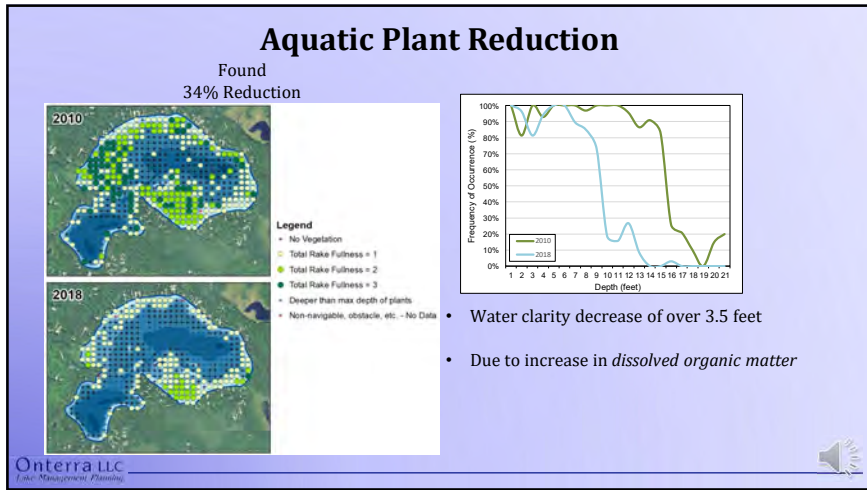 Aquatic Plant Reduction
Found
34% Reduction
2010
2018
Legend
No Vegetation
Total Rake Fullness = 1
Total Rake Fullness = 2
Total Rake Fullness = 3
Deeper than max depth of plants
Non-navigable, obstacle, etc. - No Data
100%
90%
80%
70%
60%
50%
40%
30%
20%
10%
0%
Frequency of Occurrence (%)
2010
2018
1 2 3 4 5 6 7 8 9 10 11 12 13 14 15 16 17 18 19 20 21
Depth (feet)
• Water clarity decrease of over 3.5 feet
• Due to increase in dissolved organic matter
Onterra LLC
Lake Management Planning